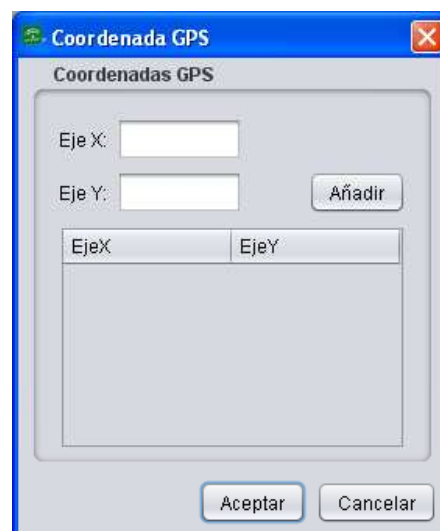 Coordenada GPS
Coordenadas GPS
Eje X:
Eje Y:
Añadir
EjeX EjeY
Aceptar Cancelar